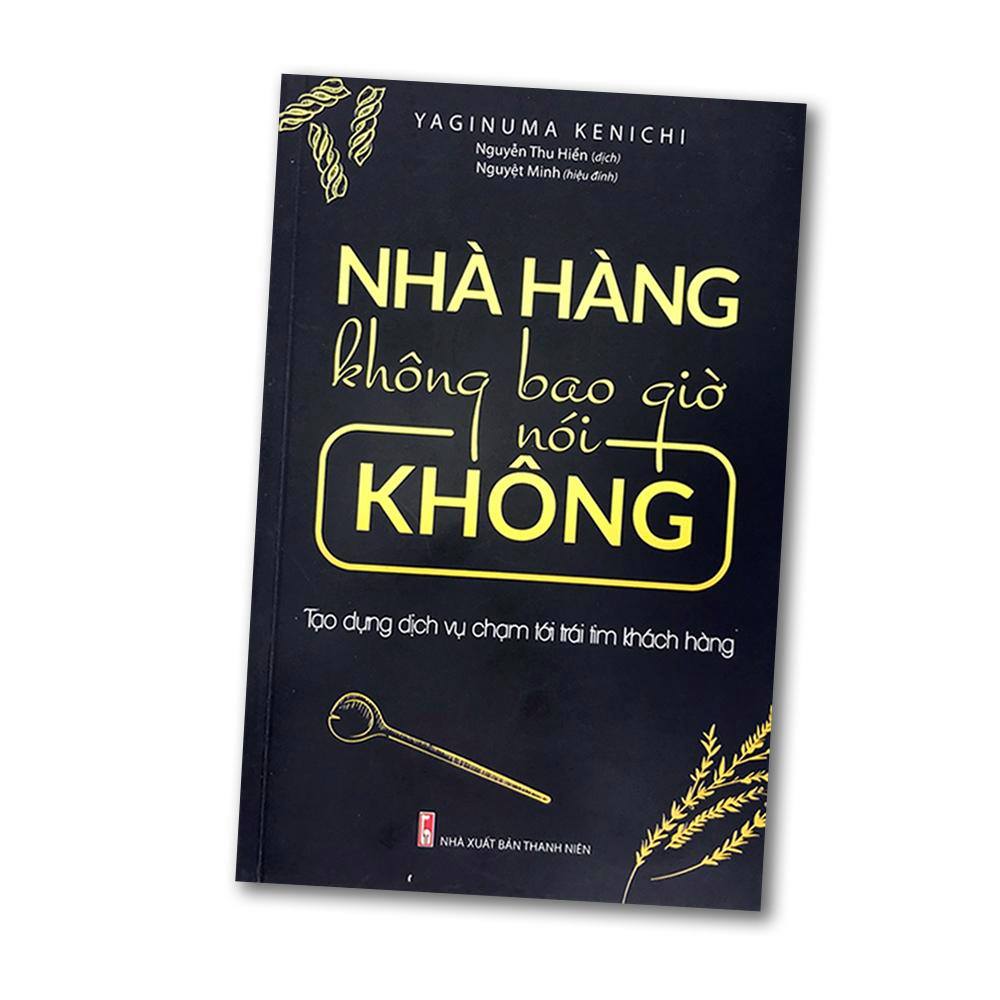 YAGINUMA KENICHI
Nguyễn Thu Hiền (dịch)
Nguyệt Minh (hiệu đính)
NHÀ HÀNG
không bao giờ
nói
KHÔNG
Tạo dựng dịch vụ chạm tới trái tim khách hàng
NHÀ XUẤT BẢN THANH NIÊN